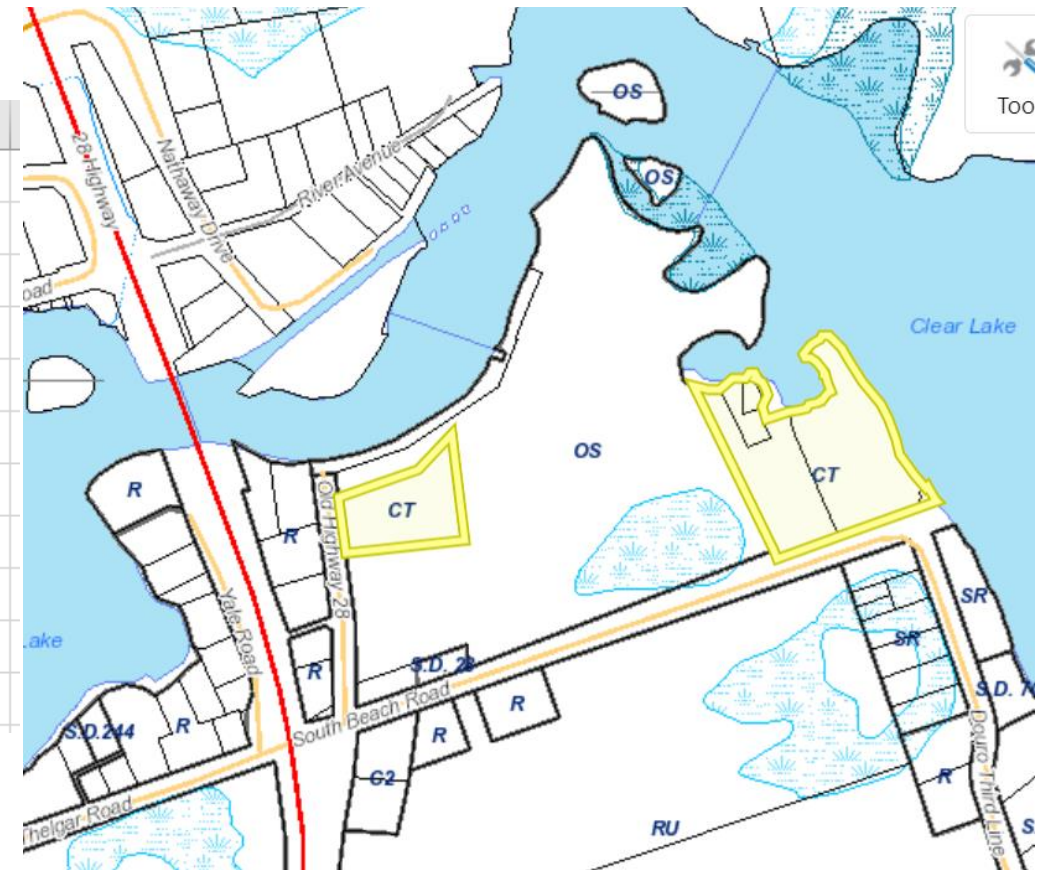 Too
OS
28 Highway
Nathaway Drive
River Avenue
OS
oad
Clear Lake
OS
CT
R
CT
R
Old Highway 28
Yale Road
ake
SR
SR
R
R
South Beach Road
R
S.D.244
R
R
C2
Douro Third Line
R
Thelgar Road
RU
S